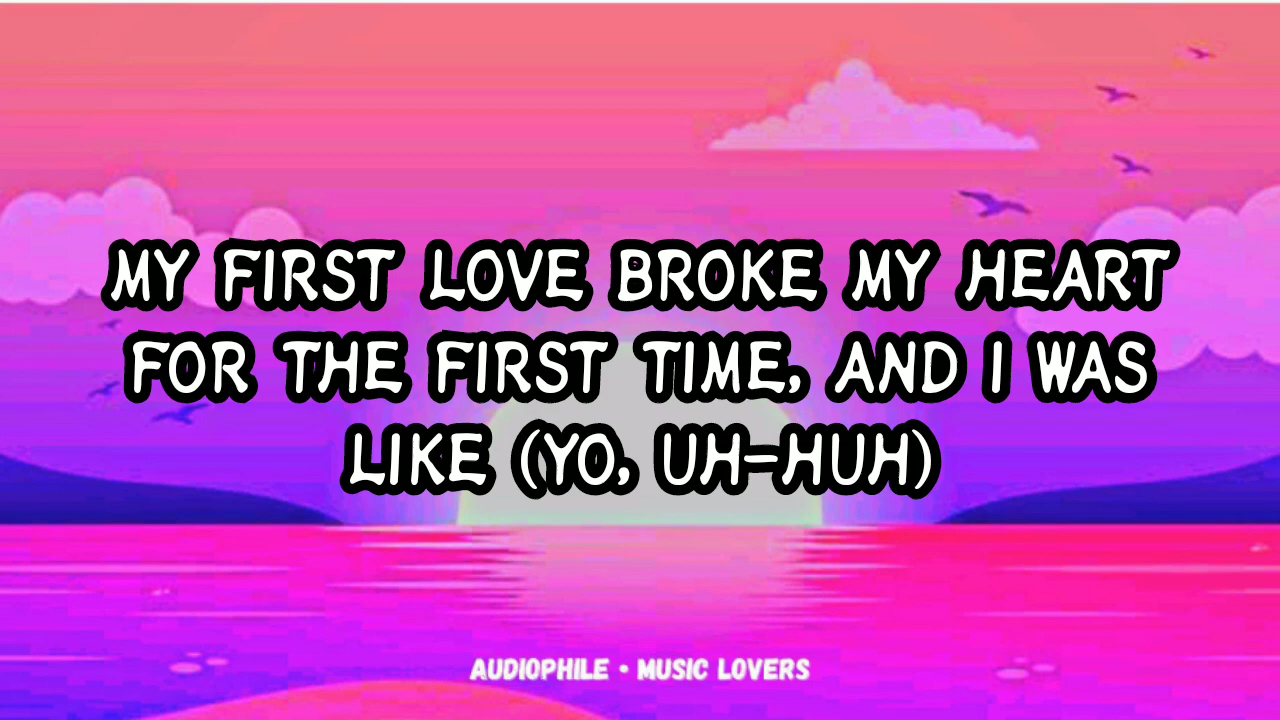 MY FIRST LOVE BROKE MY HEART
FOR THE FIRST TIME, AND I WAS
LIKE (YO, UH-HUH)
AUDIOPHILE • MUSIC LOVERS